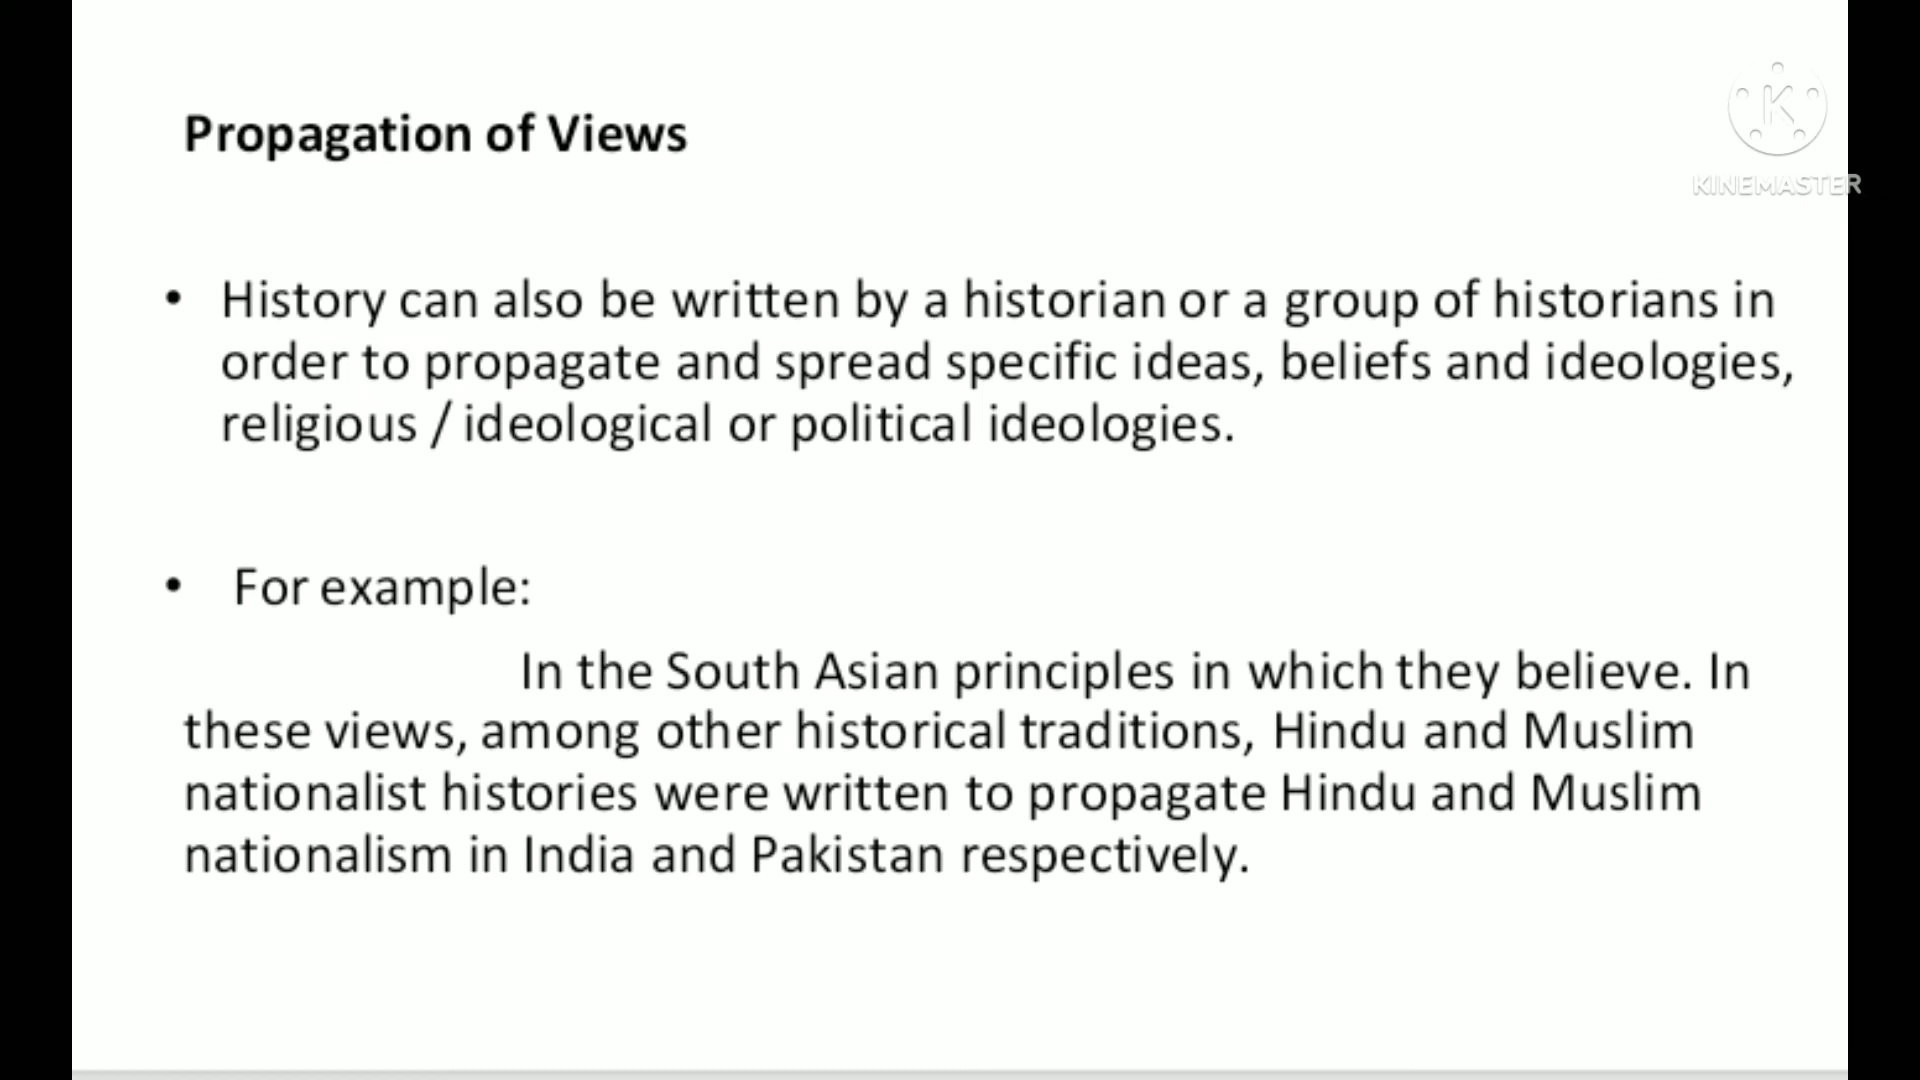 Propagation of Views
KINEMASTER
• History can also be written by a historian or a group of historians in
order to propagate and spread specific ideas, beliefs and ideologies,
religious / ideological or political ideologies.
• For example:
In the South Asian principles in which they believe. In
these views, among other historical traditions, Hindu and Muslim
nationalist histories were written to propagate Hindu and Muslim
nationalism in India and Pakistan respectively.